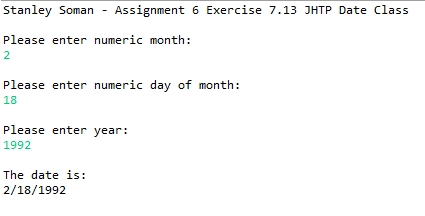 Stanley Soman - Assignment 6 Exercise 7.13 JHTP Date Class
Please enter numeric month:
2
Please enter numeric day of month:
18
Please enter year:
1992
The date is:
2/18/1992